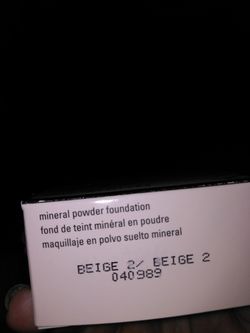 mineral powder foundation
fond de teint minéral en poudre
maquillaje en polvo suelto mineral
BEIGE 2/ BEIGE 2
040989